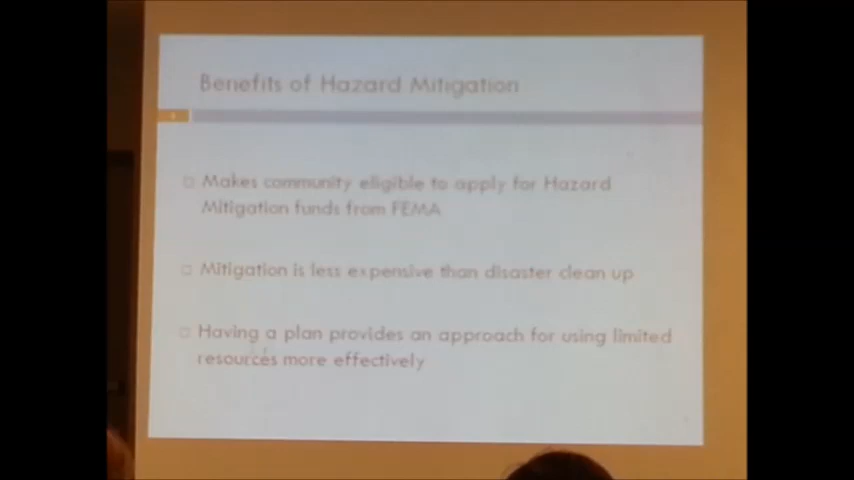 Benefits of Hazard Mitigation
Makes community eligible to apply for Hazard
Mitigation funds from FEMA
Mitigation is less expensive than disaster clean up
Having a plan provides an approach for using limited
resources more effectively